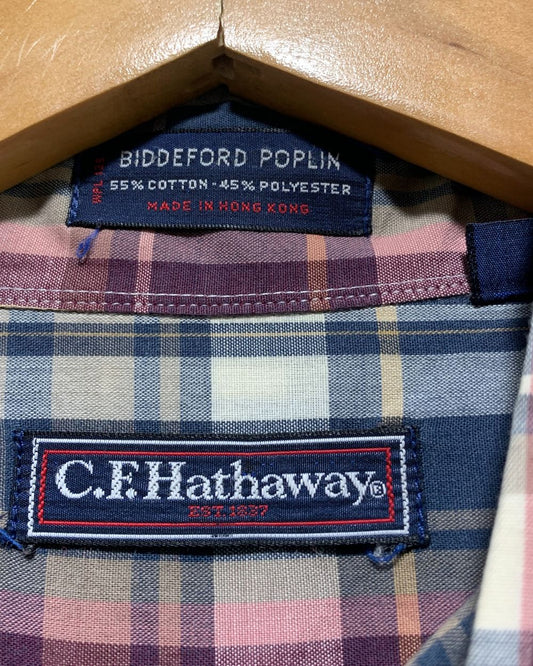 BIDDEFORD POPLIN
55% COTTON - 45% POLYESTER
MADE IN HONG KONG
C.F. Hathaway®
EST. 1837